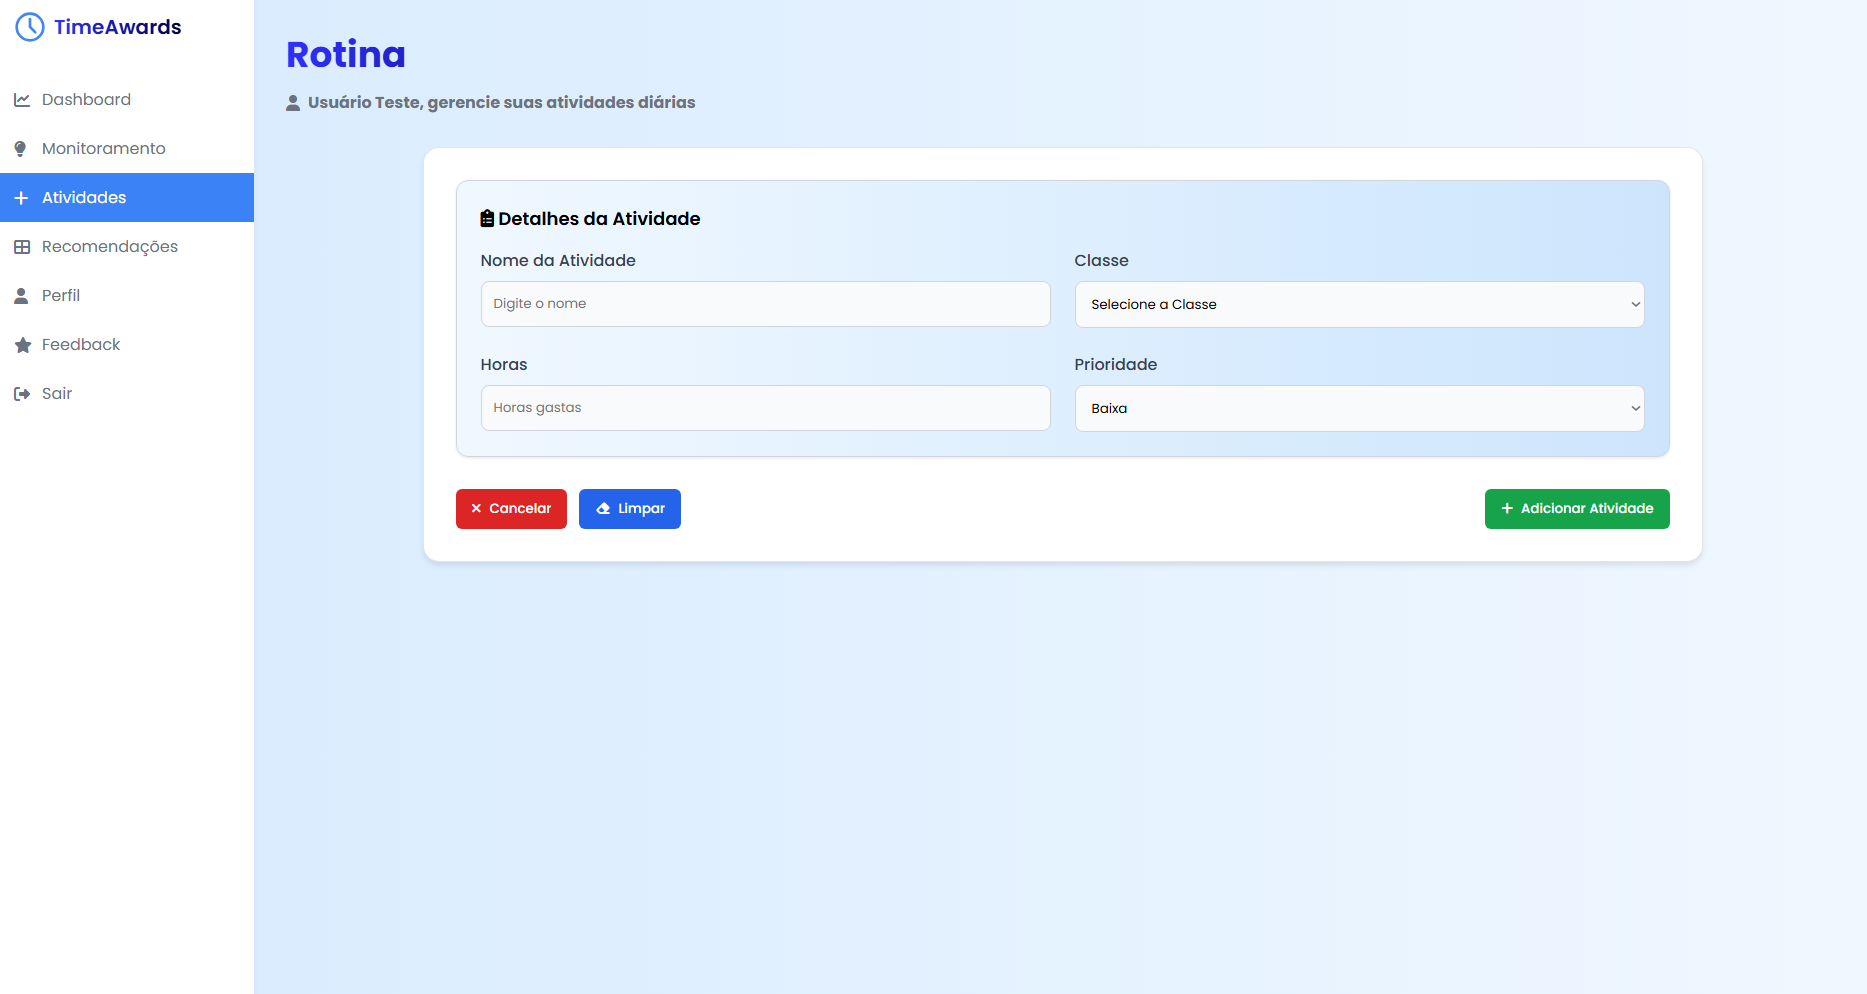 TimeAwards
Dashboard
Monitoramento
Atividades
Recomendações
Perfil
Feedback
Sair
Rotina
Usuário Teste, gerencie suas atividades diárias
Detalhes da Atividade
Nome da Atividade
Digite o nome
Classe
Selecione a Classe
Horas
Horas gastas
Prioridade
Baixa
Cancelar
Limpar
Adicionar Atividade